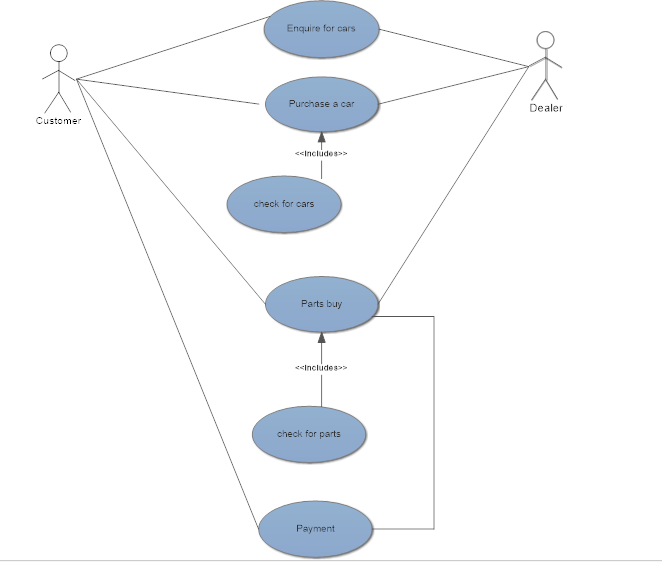 Enquire for cars
Customer
Purchase a car
Dealer
<<Includes>>
check for cars
Parts buy
<<Includes>>
check for parts
Payment